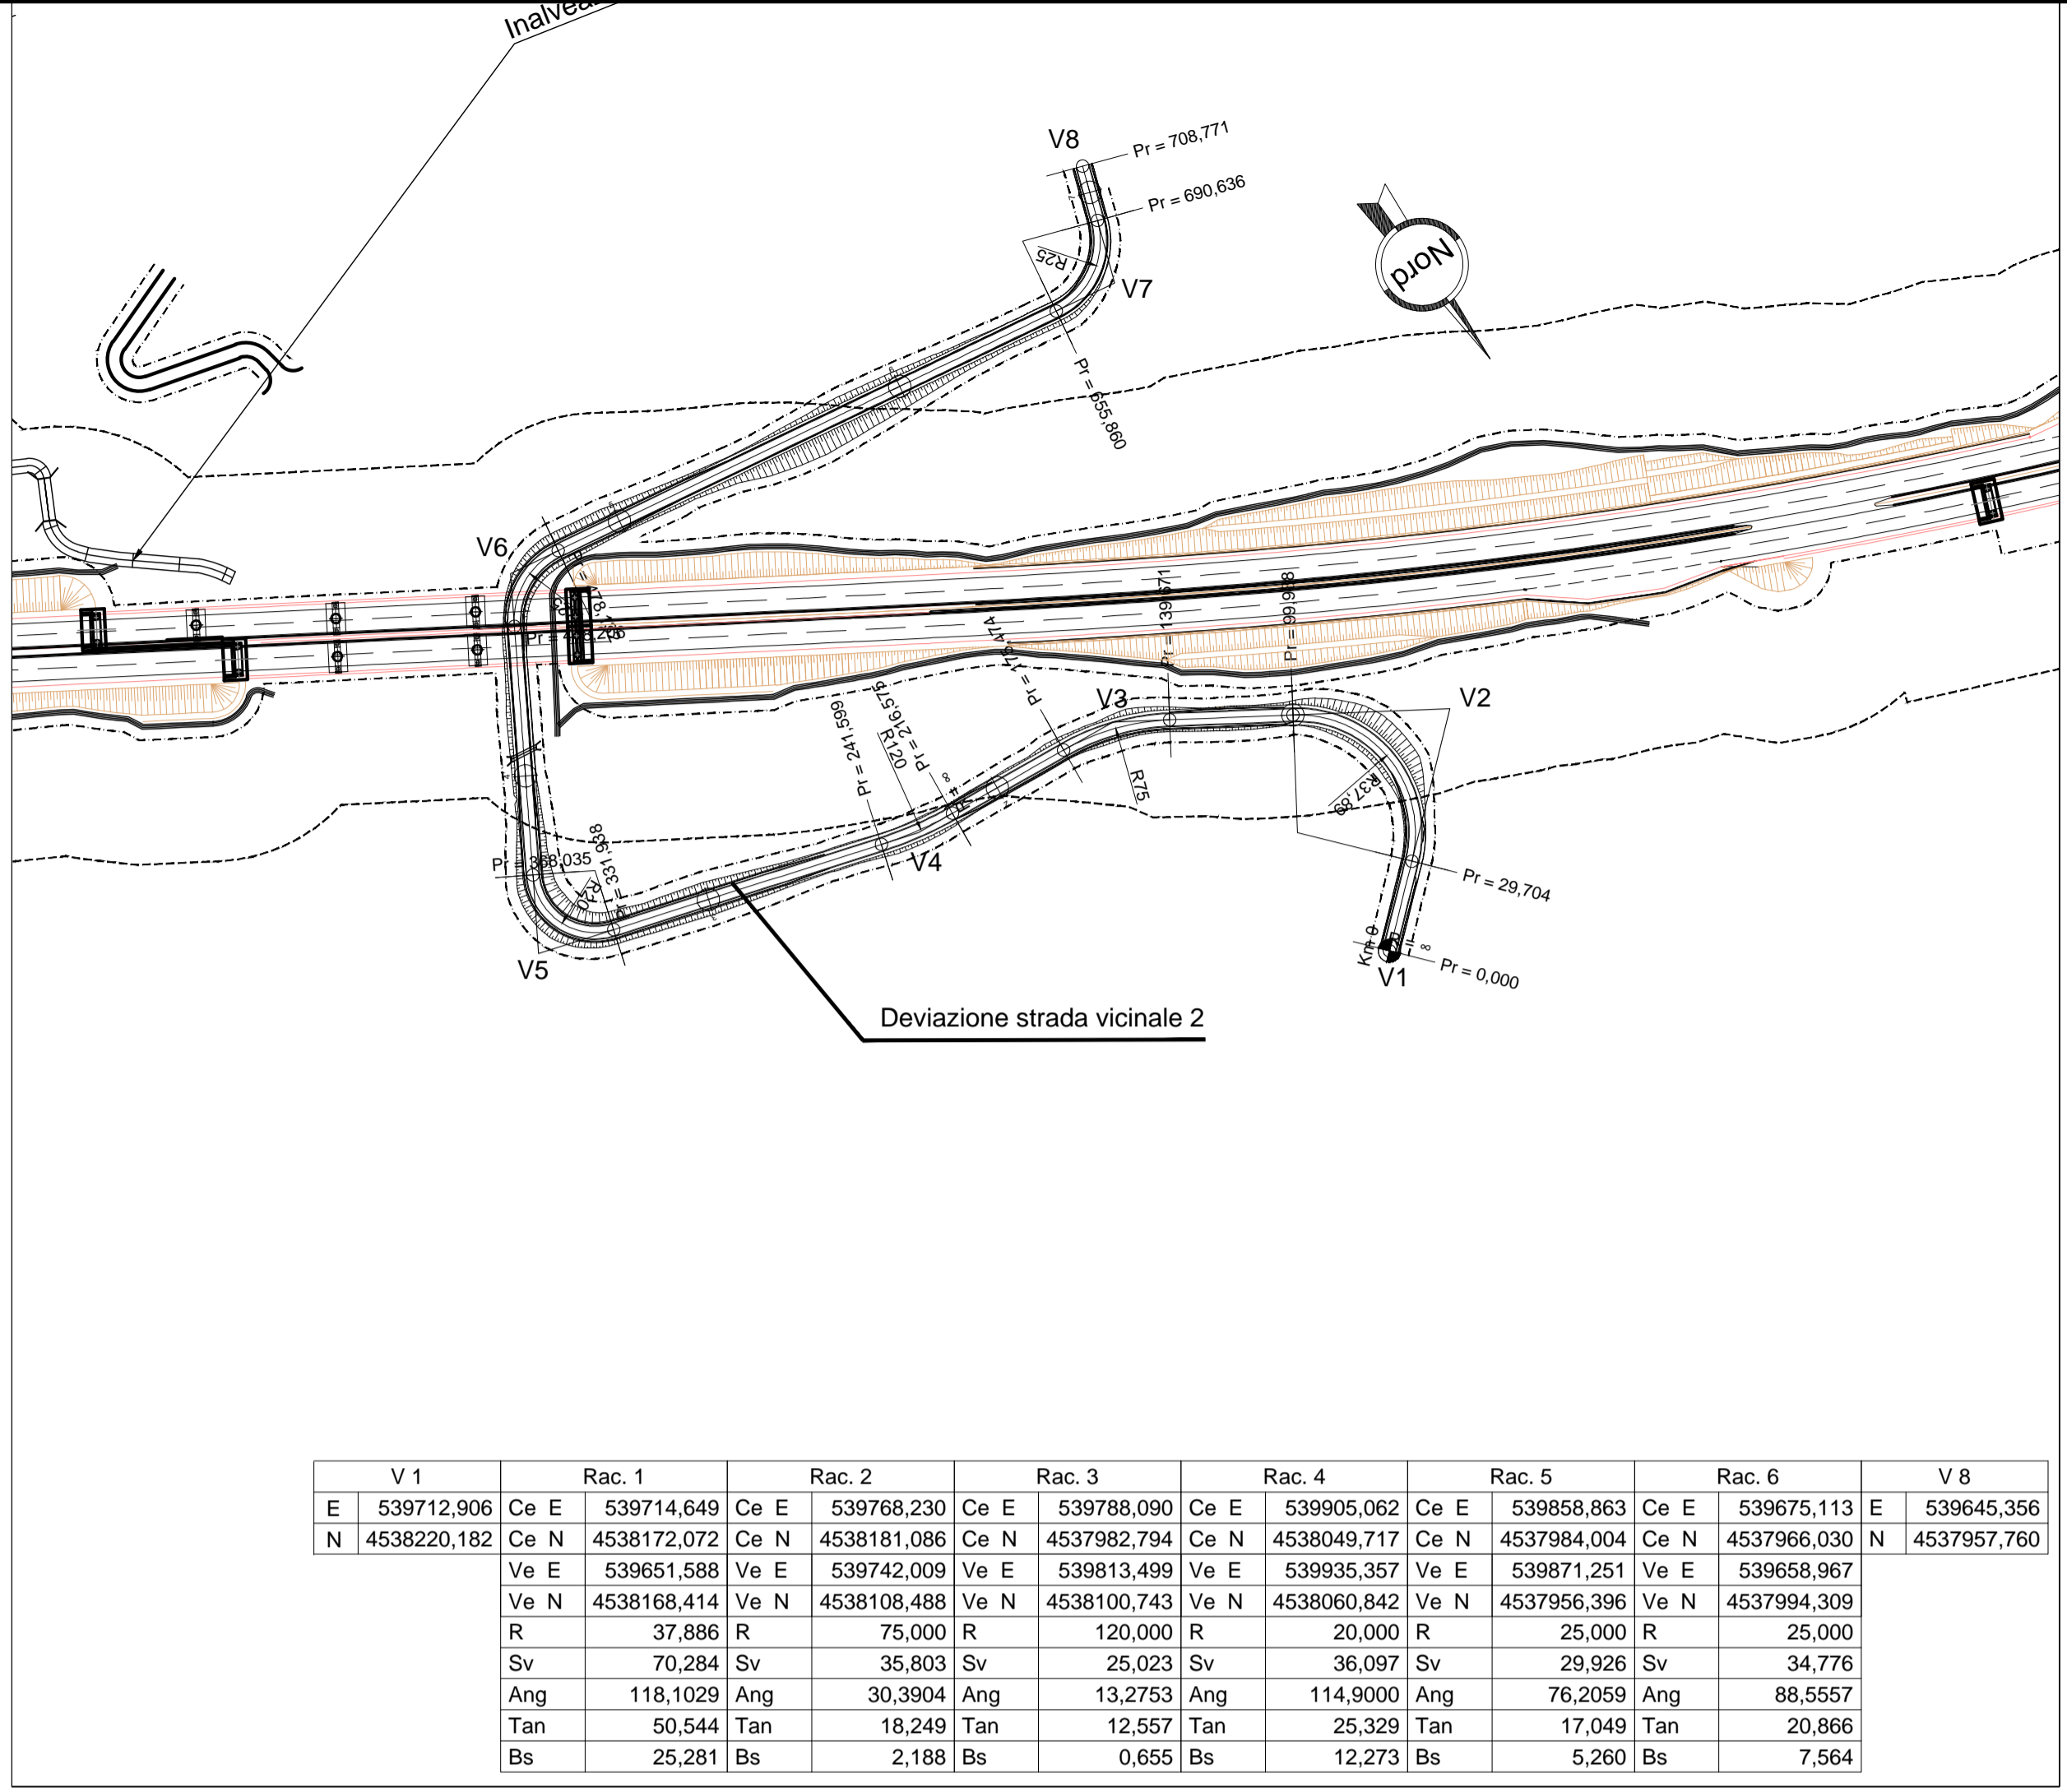 V8
Pr = 708,771
Pr = 690,636
R25
V7
Nord
Pr = 655,860
V6
Pr = 139,671
Pr = 99,988
Pr = 175,474
V3
V2
Pr = 216,575
R120
Pr = 241,599
R75
R37,89
V4
Pr = 368,035
Pr = 331,938
R20
Pr = 29,704
V5
Km 0
Pr = 0,000
V1
Deviazione strada vicinale 2
V 1 Rac. 1 Rac. 2 Rac. 3 Rac. 4 Rac. 5 Rac. 6 V 8
E 539712,906 Ce E 539714,649 Ce E 539768,230 Ce E 539788,090 Ce E 539905,062 Ce E 539858,863 Ce E 539675,113 E 539645,356
N 4538220,182 Ce N 4538172,072 Ce N 4538181,086 Ce N 4537982,794 Ce N 4538049,717 Ce N 4537984,004 Ce N 4537966,030 N 4537957,760
Ve E 539651,588 Ve E 539742,009 Ve E 539813,499 Ve E 539935,357 Ve E 539871,251 Ve E 539658,967
Ve N 4538168,414 Ve N 4538108,488 Ve N 4538100,743 Ve N 4538060,842 Ve N 4537956,396 Ve N 4537994,309
R 37,886 R 75,000 R 120,000 R 20,000 R 25,000 R 25,000
Sv 70,284 Sv 35,803 Sv 25,023 Sv 36,097 Sv 29,926 Sv 34,776
Ang 118,1029 Ang 30,3904 Ang 13,2753 Ang 114,9000 Ang 76,2059 Ang 88,5557
Tan 50,544 Tan 18,249 Tan 12,557 Tan 25,329 Tan 17,049 Tan 20,866
Bs 25,281 Bs 2,188 Bs 0,655 Bs 12,273 Bs 5,260 Bs 7,564